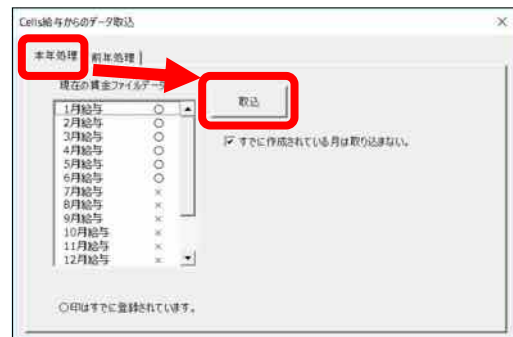 Cells給与からのデータ取込
本年処理 前年処理
現在の賃金ファイルデータ
取込
1月給与 ○
2月給与 ○
3月給与 ○
4月給与 ○
5月給与 ○
6月給与 ○
7月給与 ×
8月給与 ×
9月給与 ×
10月給与 ×
11月給与 ×
12月給与 ×
すでに作成されている月は取り込まない。
○印はすでに登録されています。